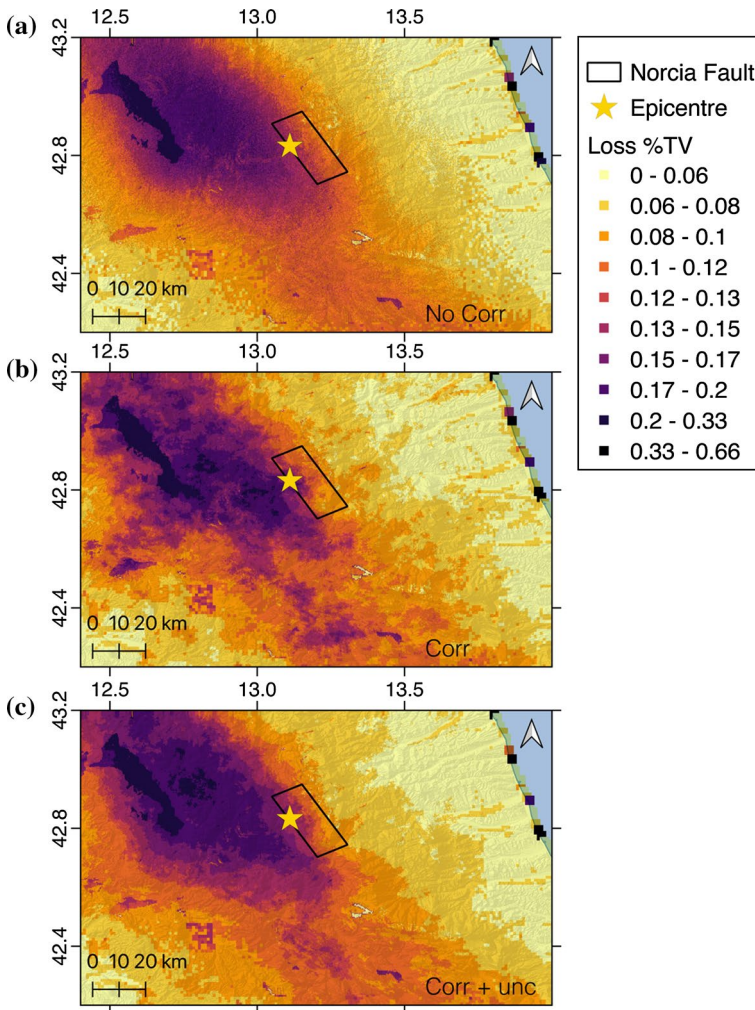 12.5 13.0 13.5
(a)
43.2
42.8
42.4
0 10 20 km
No Corr
12.5 13.0 13.5
(b)
43.2
42.8
42.4
0 10 20 km
Corr
12.5 13.0 13.5
(c)
43.2
42.8
42.4
0 10 20 km
Corr + unc
Norcia Fault
Epicentre
Loss %TV
0 - 0.06
0.06 - 0.08
0.08 - 0.1
0.1 - 0.12
0.12 - 0.13
0.13 - 0.15
0.15 - 0.17
0.17 - 0.2
0.2 - 0.33
0.33 - 0.66